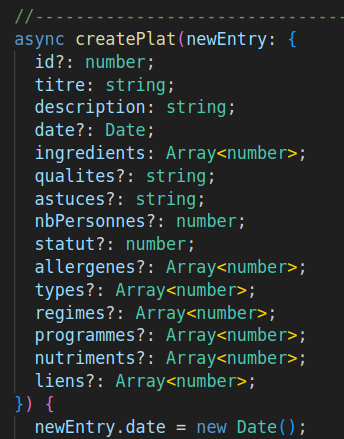 //--------------------------------
async createPlat(newEntry: {
id?: number;
titre: string;
description: string;
date?: Date;
ingredients: Array<number>;
qualites?: string;
astuces?: string;
nbPersonnes?: number;
statut?: number;
allergenes?: Array<number>;
types?: Array<number>;
regimes?: Array<number>;
programmes?: Array<number>;
nutriments?: Array<number>;
liens?: Array<number>;
}) {
newEntry.date = new Date();